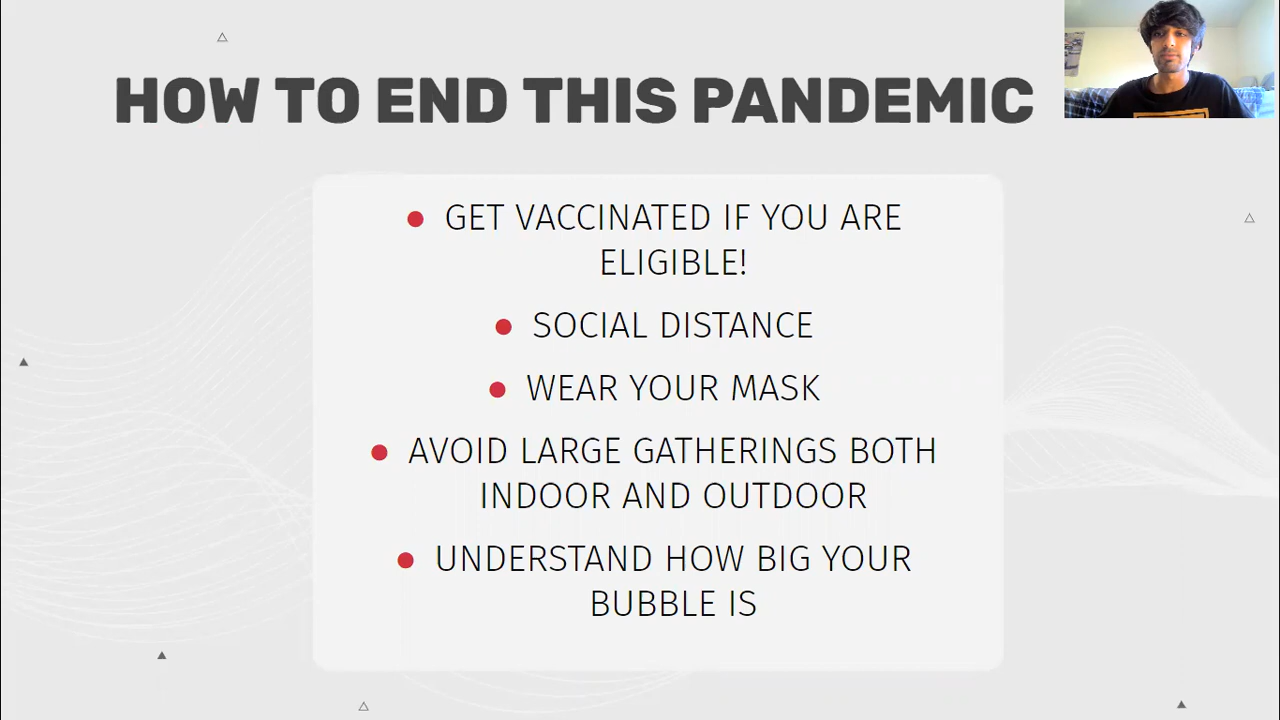 HOW TO END THIS PANDEMIC
● GET VACCINATED IF YOU ARE
ELIGIBLE!
● SOCIAL DISTANCE
● WEAR YOUR MASK
● AVOID LARGE GATHERINGS BOTH
INDOOR AND OUTDOOR
● UNDERSTAND HOW BIG YOUR
BUBBLE IS